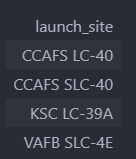 launch_site
CCAFS LC-40
CCAFS SLC-40
KSC LC-39A
VAFB SLC-4E